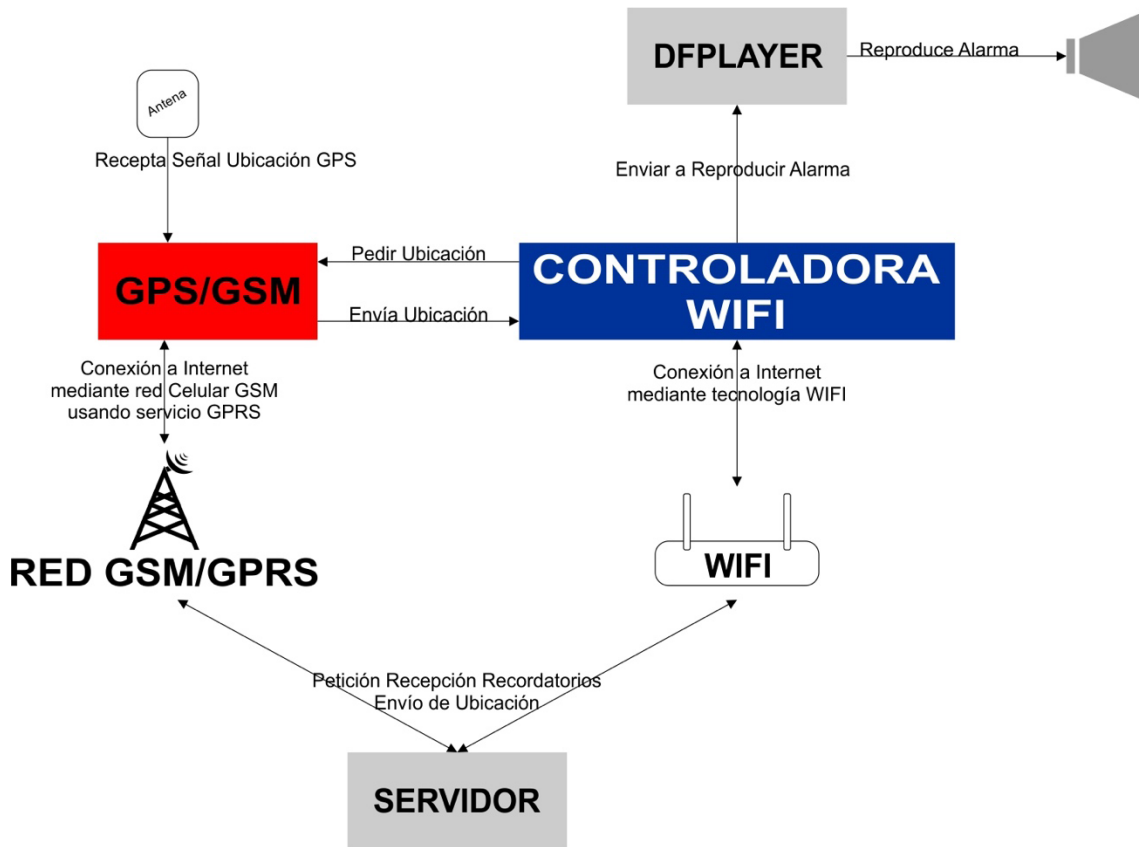 DFPLAYER
Reproduce Alarma
Antena
Recepta Señal Ubicación GPS
Enviar a Reproducir Alarma
GPS/GSM
Pedir Ubicación
Envía Ubicación
CONTROLADORA
WIFI
Conexión a Internet
mediante red Celular GSM
usando servicio GPRS
Conexión a Internet
mediante tecnología WIFI
RED GSM/GPRS
WIFI
Petición Recepción Recordatorios
Envío de Ubicación
SERVIDOR